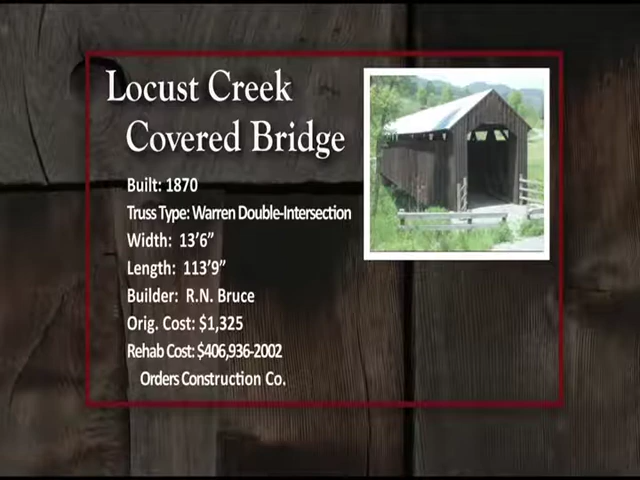 Locust Creek
Covered Bridge
Built: 1870
Truss Type: Warren Double-Intersection
Width: 13’6”
Length: 113’9”
Builder: R.N. Bruce
Orig. Cost: $1,325
Rehab Cost: $406,936-2002
Orders Construction Co.